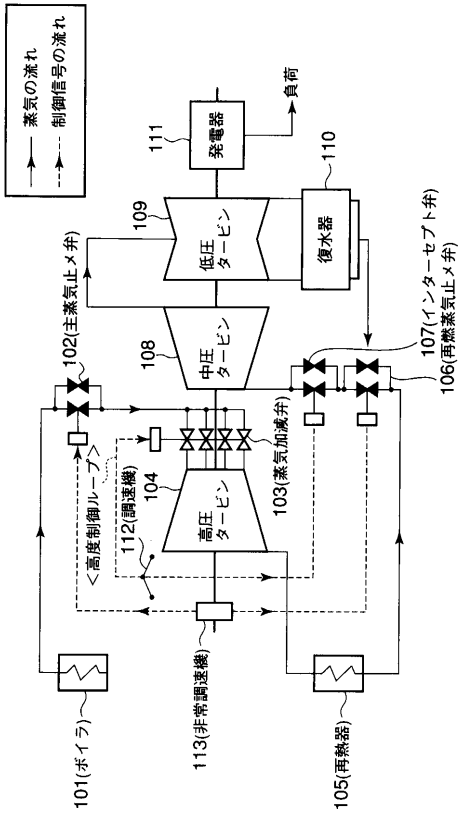 蒸気の流れ
制御信号の流れ
101(ボイラ)
102(主蒸気止メ弁)
<高度制御ループ>
112(調速機)
104
高圧
タービン
103(蒸気加減弁)
113(非常調速機)
105(再熱器)
108
中圧
タービン
109
低圧
タービン
111
発電器
負荷
110
復水器
107(インターセプト弁)
106(再燃蒸気止メ弁)